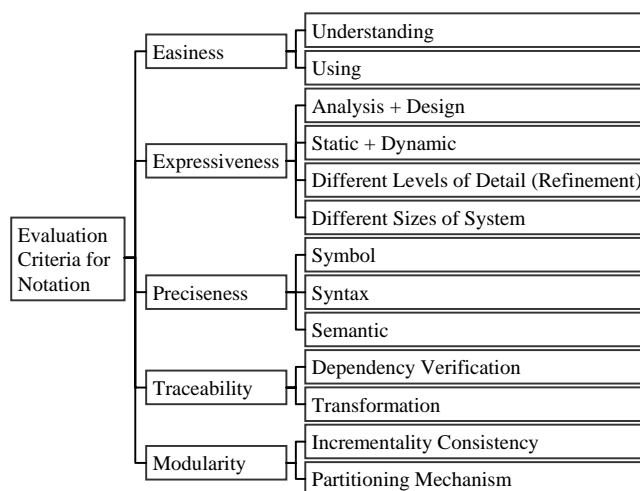 Evaluation
Criteria for
Notation
Easiness
Understanding
Using
Expressiveness
Analysis + Design
Static + Dynamic
Different Levels of Detail (Refinement)
Different Sizes of System
Preciseness
Symbol
Syntax
Semantic
Traceability
Dependency Verification
Transformation
Modularity
Incrementality Consistency
Partitioning Mechanism